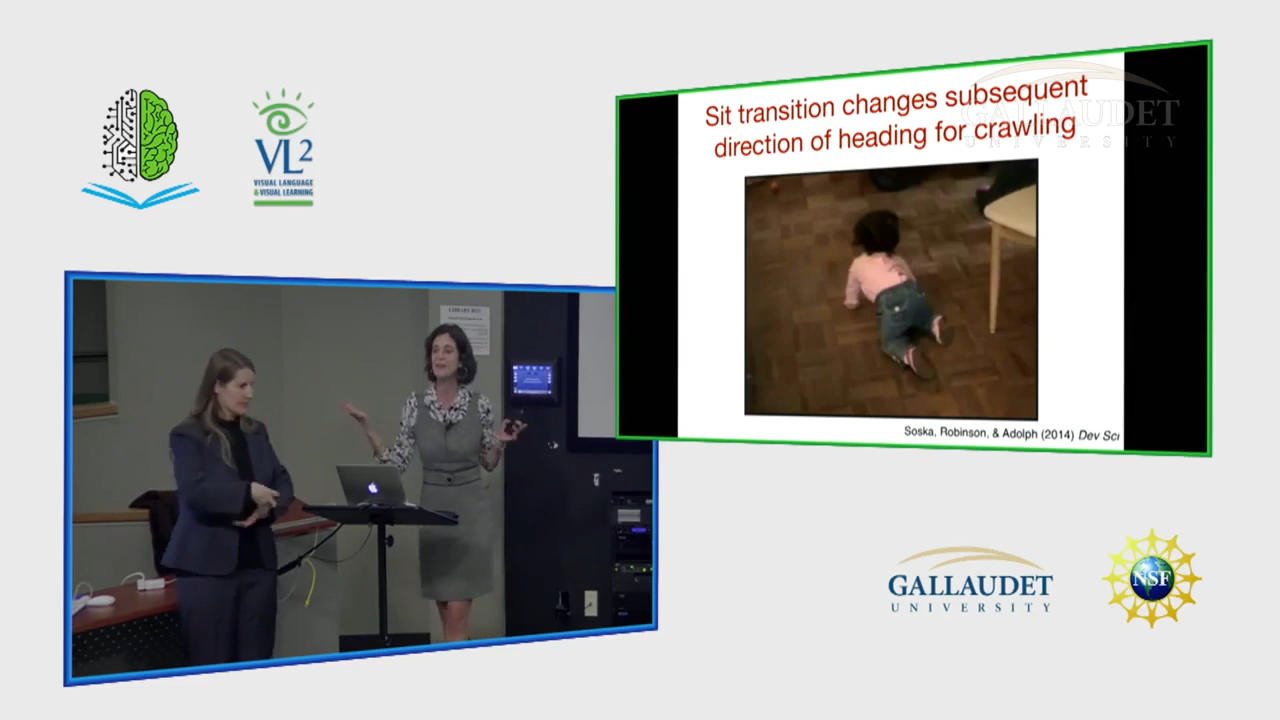 VL2
VISUAL LANGUAGE
& VISUAL LEARNING
Sit transition changes subsequent
direction of heading for crawling
GALLAUDET
UNIVERSITY
Soska, Robinson, & Adolph (2014) Dev Sci
GALLAUDET
UNIVERSITY
NSF